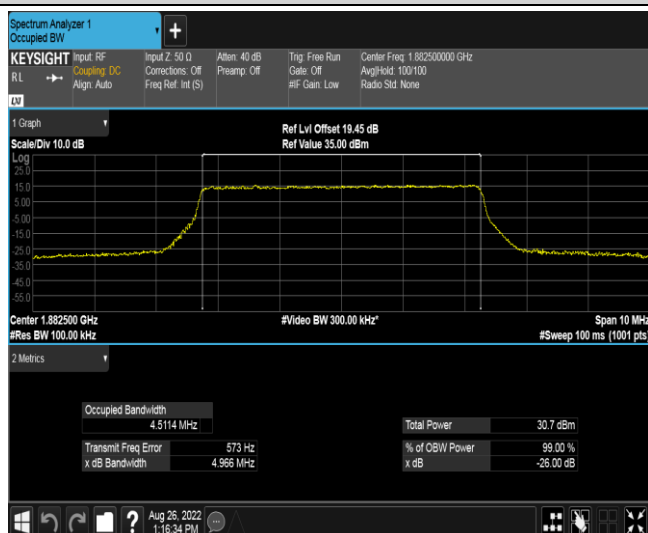 Spectrum Analyzer 1
Occupied BW
+
KEYSIGHT Input: RF Input Z: 50 Ω Atten: 40 dB Trig: Free Run Center Freq: 1.882500000 GHz
RL Coupling: DC Corrections: Off Preamp: Off Gate: Off Avg|Hold: 100/100
Align: Auto Freq Ref: Int (S) #IF Gain: Low Radio Std: None
LXI
1 Graph Ref Lvl Offset 19.45 dB
Scale/Div 10.0 dB Ref Value 35.00 dBm
Log
25.0
15.0
5.00
-5.00
-15.0
-25.0
-35.0
-45.0
-55.0
Center 1.882500 GHz #Video BW 300.00 kHz* Span 10 MHz
#Res BW 100.00 kHz #Sweep 100 ms (1001 pts)
2 Metrics
Occupied Bandwidth
4.5114 MHz Total Power 30.7 dBm
Transmit Freq Error 573 Hz % of OBW Power 99.00 %
x dB Bandwidth 4.966 MHz x dB -26.00 dB
? Aug 26, 2022
1:16:34 PM